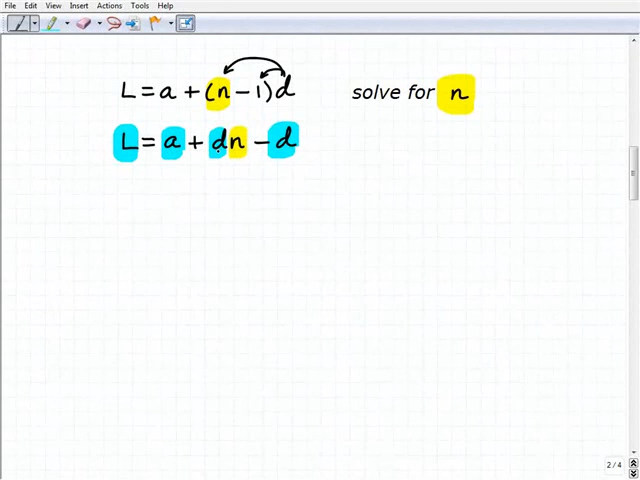 File Edit View Insert Actions Tools Help
L = a + (n − 1)d solve for n
L = a + dn − d
2 / 4